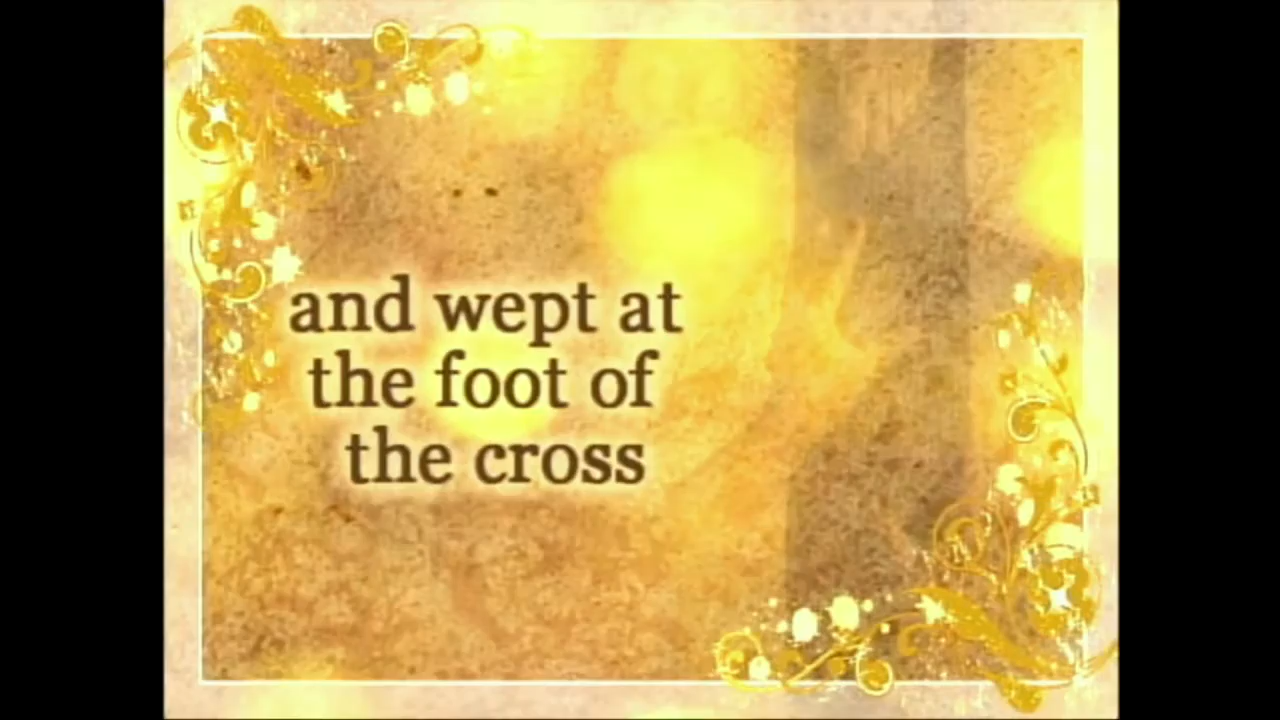 and wept at
the foot of
the cross